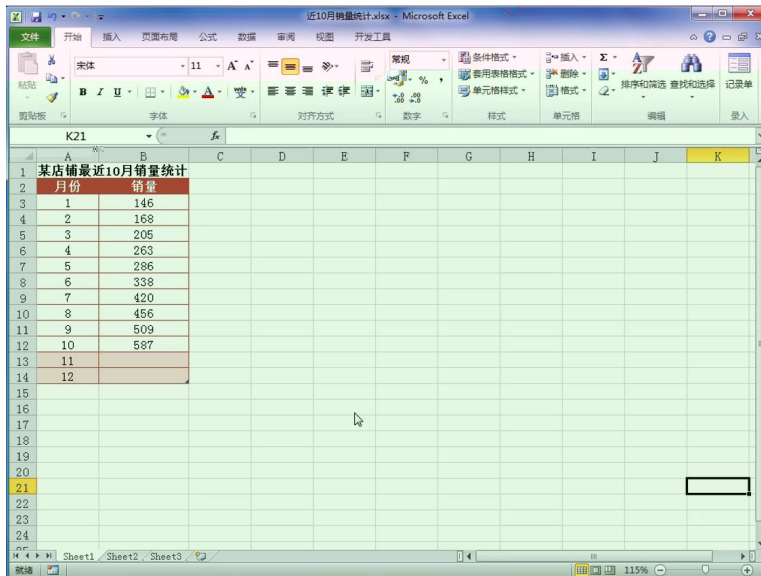 近10月销量统计.xlsx - Microsoft Excel
文件 开始 插入 页面布局 公式 数据 审阅 视图 开发工具
粘贴 宋体 11 A A 常规 条件格式 插入 Σ
B I U A 变 % , 套用表格格式 删除 排序和筛选 查找和选择 记录单
单元格样式 格式
剪贴板 字体 对齐方式 数字 样式 单元格 编辑 录入
K21 fx
A B C D E F G H I J K
1 某店铺最近10月销量统计
2 月份 销量
3 1 146
4 2 168
5 3 205
6 4 263
7 5 286
8 6 338
9 7 420
10 8 456
11 9 509
12 10 587
13 11
14 12
15
16
17
18
19
20
21
22
23
24
25
Sheet1 Sheet2 Sheet3
就绪 115%